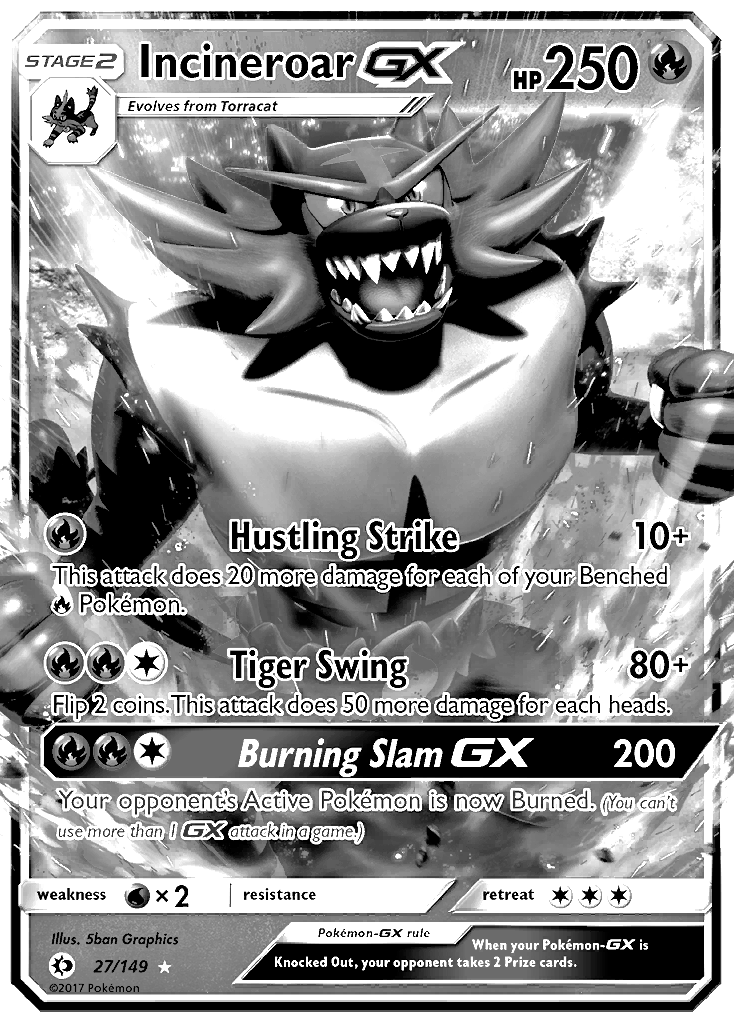 STAGE2 Incineroar GX HP250
Evolves from Torracat
Hustling Strike 10+
This attack does 20 more damage for each of your Benched
Pokémon.
Tiger Swing 80+
Flip 2 coins. This attack does 50 more damage for each heads.
Burning Slam GX 200
Your opponent's Active Pokémon is now Burned. (You can't
use more than 1 GX attack in a game.)
weakness ×2 resistance retreat
Illus. 5ban Graphics
Pokémon-GX rule
When your Pokémon-GX is
Knocked Out, your opponent takes 2 Prize cards.
27/149
©2017 Pokémon